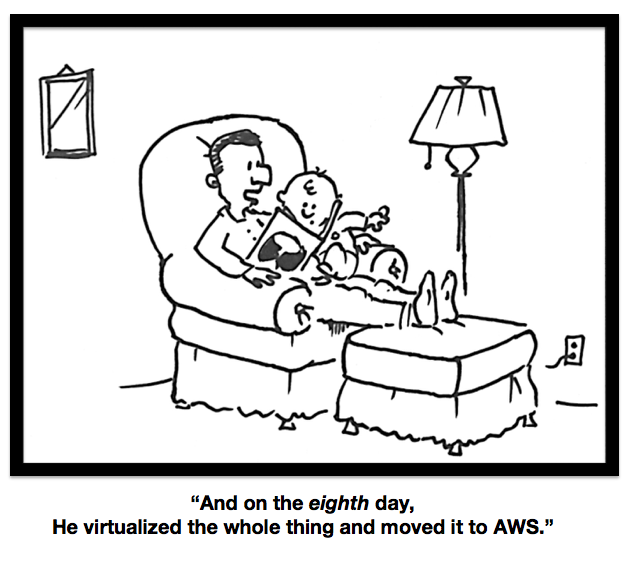 “And on the eighth day,
He virtualized the whole thing and moved it to AWS.”